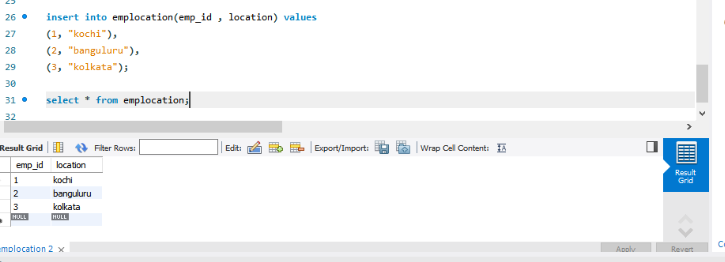 25
26 insert into emplocation(emp_id , location) values
27 (1, "kochi"),
28 (2, "banguluru"),
29 (3, "kolkata");
30
31 select * from emplocation;
32
Result Grid Filter Rows: Edit: Export/Import: Wrap Cell Content:
emp_id location
1 kochi
2 banguluru
3 kolkata
NULL NULL
Result Grid
mplocation 2 × Apply Revert